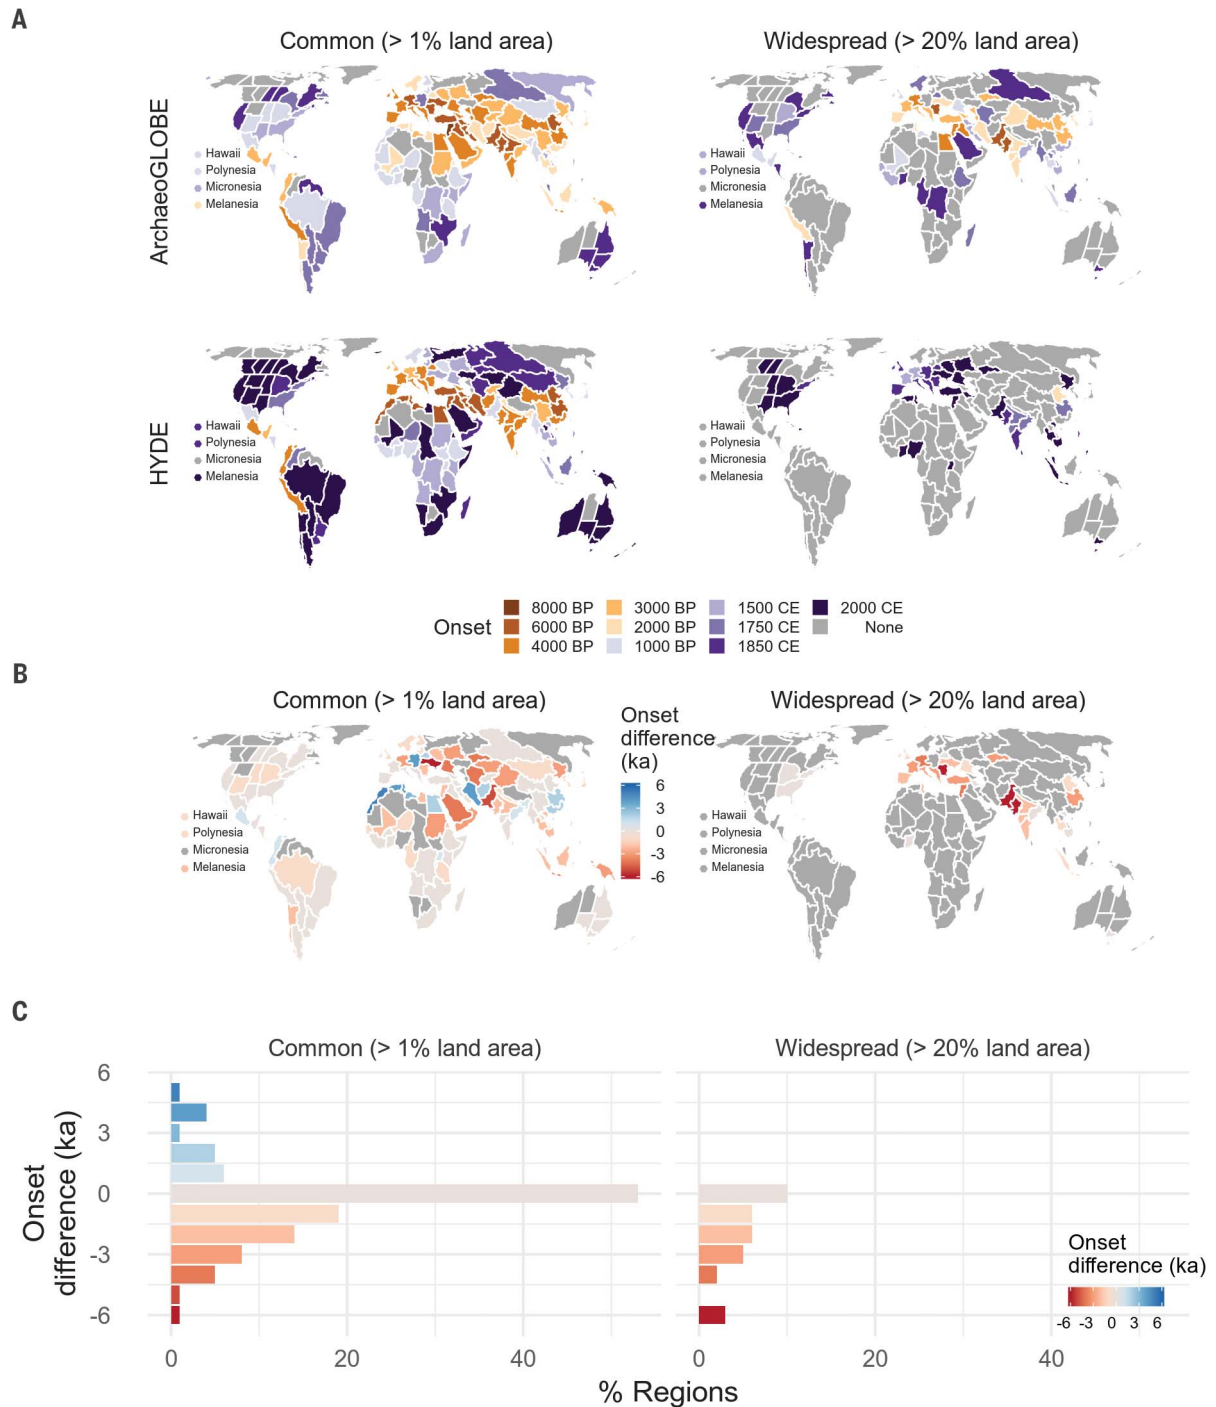 A
Common (> 1% land area)
Widespread (> 20% land area)
ArchaeoGLOBE
Hawaii
Polynesia
Micronesia
Melanesia
Hawaii
Polynesia
Micronesia
Melanesia
HYDE
Hawaii
Polynesia
Micronesia
Melanesia
Hawaii
Polynesia
Micronesia
Melanesia
Onset
8000 BP
3000 BP
1500 CE
2000 CE
6000 BP
2000 BP
1750 CE
None
4000 BP
1000 BP
1850 CE
B
Common (> 1% land area)
Widespread (> 20% land area)
Onset
difference
(ka)
6
3
0
-3
-6
Hawaii
Polynesia
Micronesia
Melanesia
Hawaii
Polynesia
Micronesia
Melanesia
C
Common (> 1% land area)
Widespread (> 20% land area)
Onset
difference (ka)
6
3
0
-3
-6
Onset
difference (ka)
-6 -3 0 3 6
0 20 40
0 20 40
% Regions